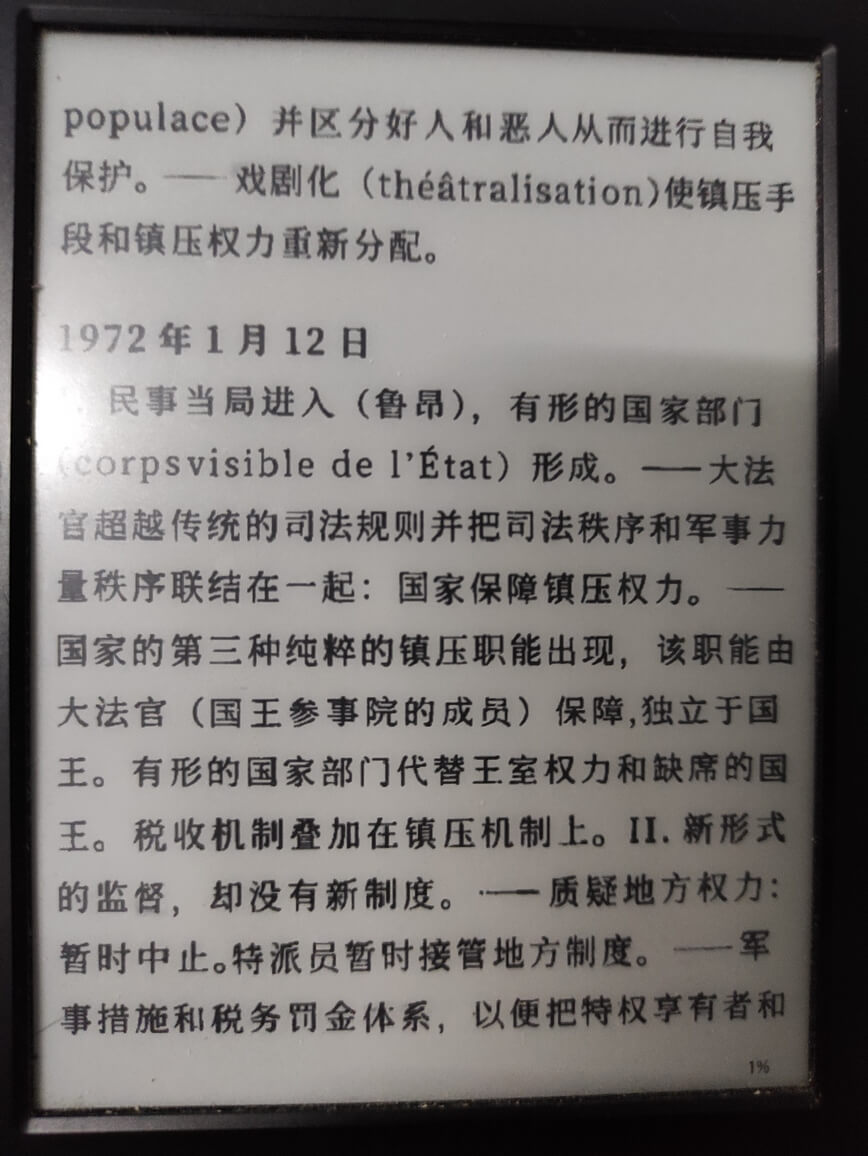 populace）并区分好人和恶人从而进行自我
保护。—— 戏剧化（théâtralisation)使镇压手
段和镇压权力重新分配。
1972 年 1 月 12 日
民事当局进入（鲁昂），有形的国家部门
（corpsvisible de l’État）形成。——大法
官超越传统的司法规则并把司法秩序和军事力
量秩序联结在一起：国家保障镇压权力。——
国家的第三种纯粹的镇压职能出现，该职能由
大法官（国王参事院的成员）保障,独立于国
王。有形的国家部门代替王室权力和缺席的国
王。税收机制叠加在镇压机制上。II. 新形式
的监督，却没有新制度。——质疑地方权力：
暂时中止。特派员暂时接管地方制度。——军
事措施和税务罚金体系，以便把特权享有者和
1%